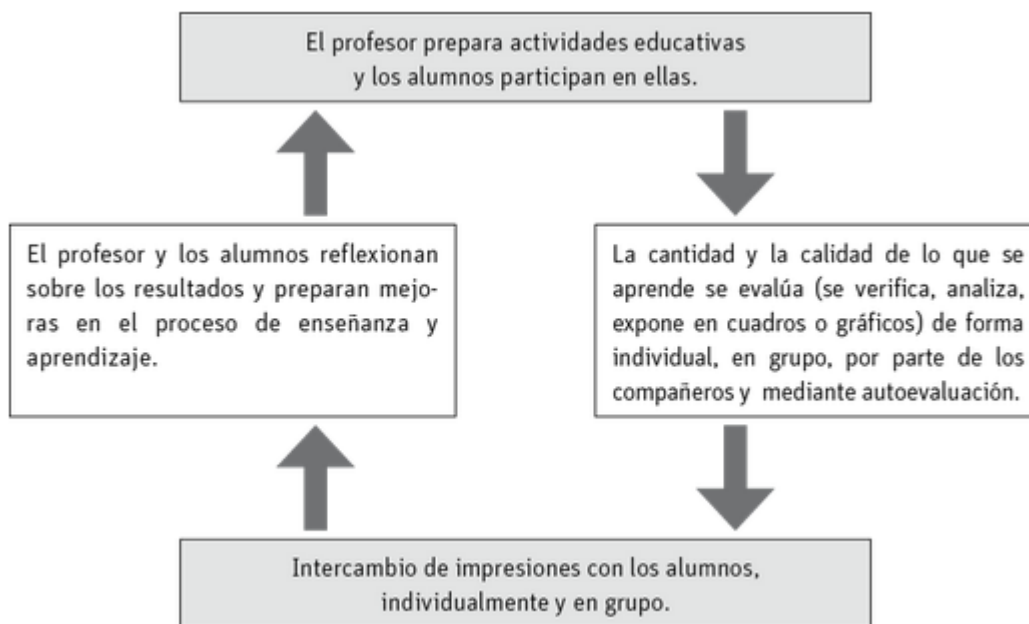 El profesor prepara actividades educativas
y los alumnos participan en ellas.
El profesor y los alumnos reflexionan
sobre los resultados y preparan mejo-
ras en el proceso de enseñanza y
aprendizaje.
La cantidad y la calidad de lo que se
aprende se evalúa (se verifica, analiza,
expone en cuadros o gráficos) de forma
individual, en grupo, por parte de los
compañeros y mediante autoevaluación.
Intercambio de impresiones con los alumnos,
individualmente y en grupo.